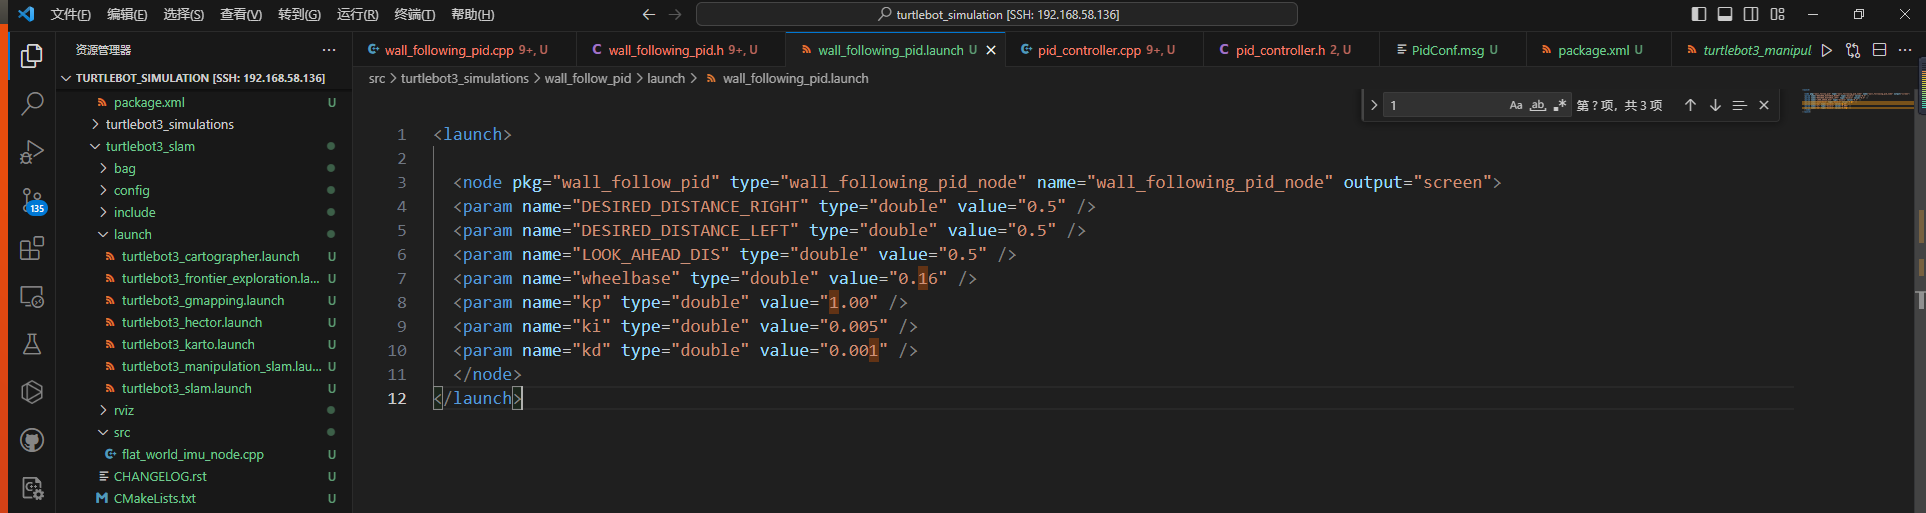 文件(F) 编辑(E) 选择(S) 查看(V) 转到(G) 运行(R) 终端(T) 帮助(H) turtlebot_simulation [SSH: 192.168.58.136]
资源管理器 ···
wall_following_pid.cpp 9+, U wall_following_pid.h 9+, U wall_following_pid.launch U pid_controller.cpp 9+, U pid_controller.h 2, U PidConf.msg U package.xml U turtlebot3_manipul ···
TURTLEBOT_SIMULATION [SSH: 192.168.58.136]
src > turtlebot3_simulations > wall_follow_pid > launch > wall_following_pid.launch
1 Aa ab .* 第 ? 项, 共 3 项
package.xml U
turtlebot3_simulations
turtlebot3_slam
bag
config
include
launch
turtlebot3_cartographer.launch U
turtlebot3_frontier_exploration.la... U
turtlebot3_gmapping.launch U
turtlebot3_hector.launch U
turtlebot3_karto.launch U
turtlebot3_manipulation_slam.lau... U
turtlebot3_slam.launch U
rviz
src
flat_world_imu_node.cpp U
CHANGELOG.rst U
CMakeLists.txt U
135
1 <launch>
2
3 <node pkg="wall_follow_pid" type="wall_following_pid_node" name="wall_following_pid_node" output="screen">
4 <param name="DESIRED_DISTANCE_RIGHT" type="double" value="0.5" />
5 <param name="DESIRED_DISTANCE_LEFT" type="double" value="0.5" />
6 <param name="LOOK_AHEAD_DIS" type="double" value="0.5" />
7 <param name="wheelbase" type="double" value="0.16" />
8 <param name="kp" type="double" value="1.00" />
9 <param name="ki" type="double" value="0.005" />
10 <param name="kd" type="double" value="0.001" />
11 </node>
12 </launch>